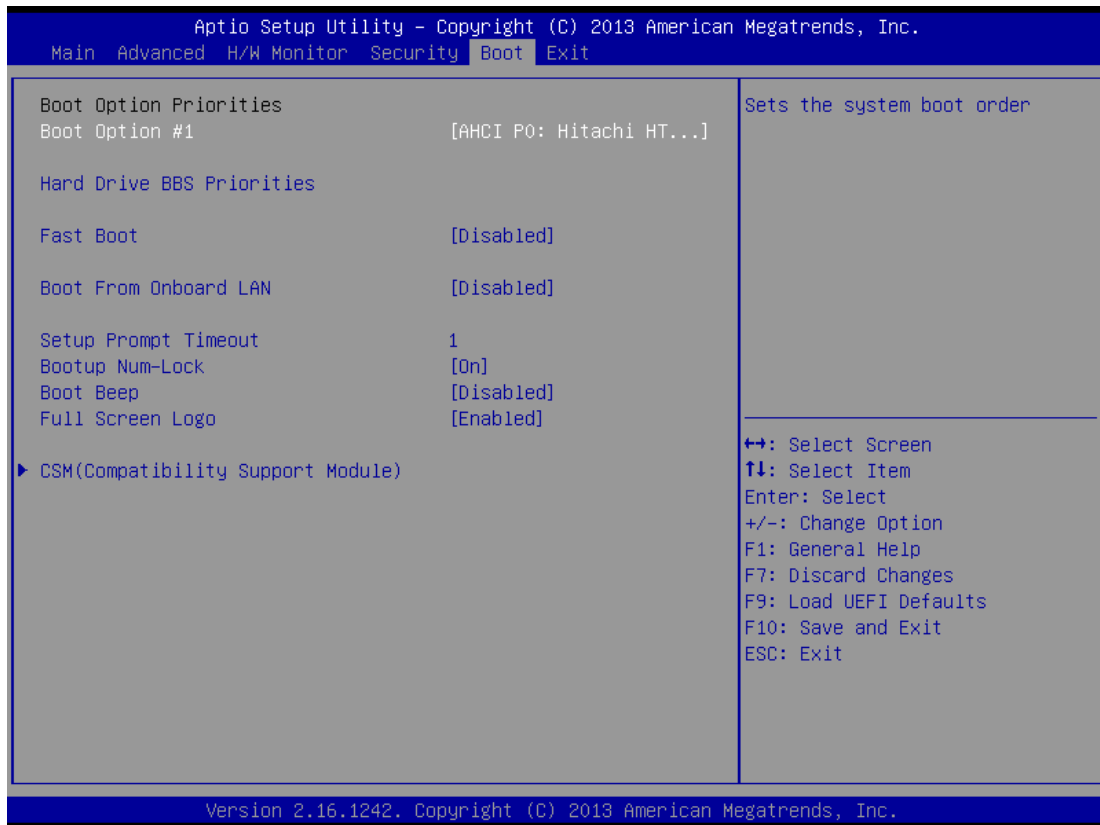 Aptio Setup Utility – Copyright (C) 2013 American Megatrends, Inc.
Main Advanced H/W Monitor Security Boot Exit
Boot Option Priorities
Boot Option #1 [AHCI P0: Hitachi HT...]
Hard Drive BBS Priorities
Fast Boot [Disabled]
Boot From Onboard LAN [Disabled]
Setup Prompt Timeout 1
Bootup Num-Lock [On]
Boot Beep [Disabled]
Full Screen Logo [Enabled]
▶ CSM(Compatibility Support Module)
Sets the system boot order
↔: Select Screen
↑↓: Select Item
Enter: Select
+/-: Change Option
F1: General Help
F7: Discard Changes
F9: Load UEFI Defaults
F10: Save and Exit
ESC: Exit
Version 2.16.1242. Copyright (C) 2013 American Megatrends, Inc.